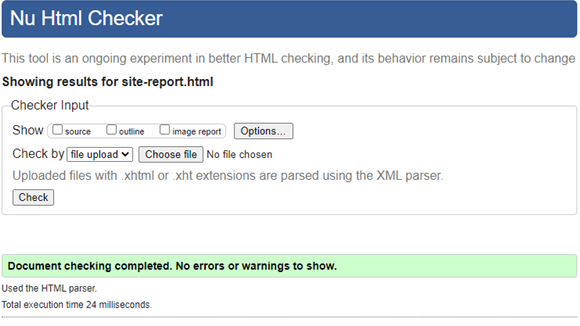 Nu Html Checker
This tool is an ongoing experiment in better HTML checking, and its behavior remains subject to change
Showing results for site-report.html
Checker Input
Show source outline image report Options...
Check by file upload Choose file No file chosen
Uploaded files with .xhtml or .xht extensions are parsed using the XML parser.
Check
Document checking completed. No errors or warnings to show.
Used the HTML parser.
Total execution time 24 milliseconds.